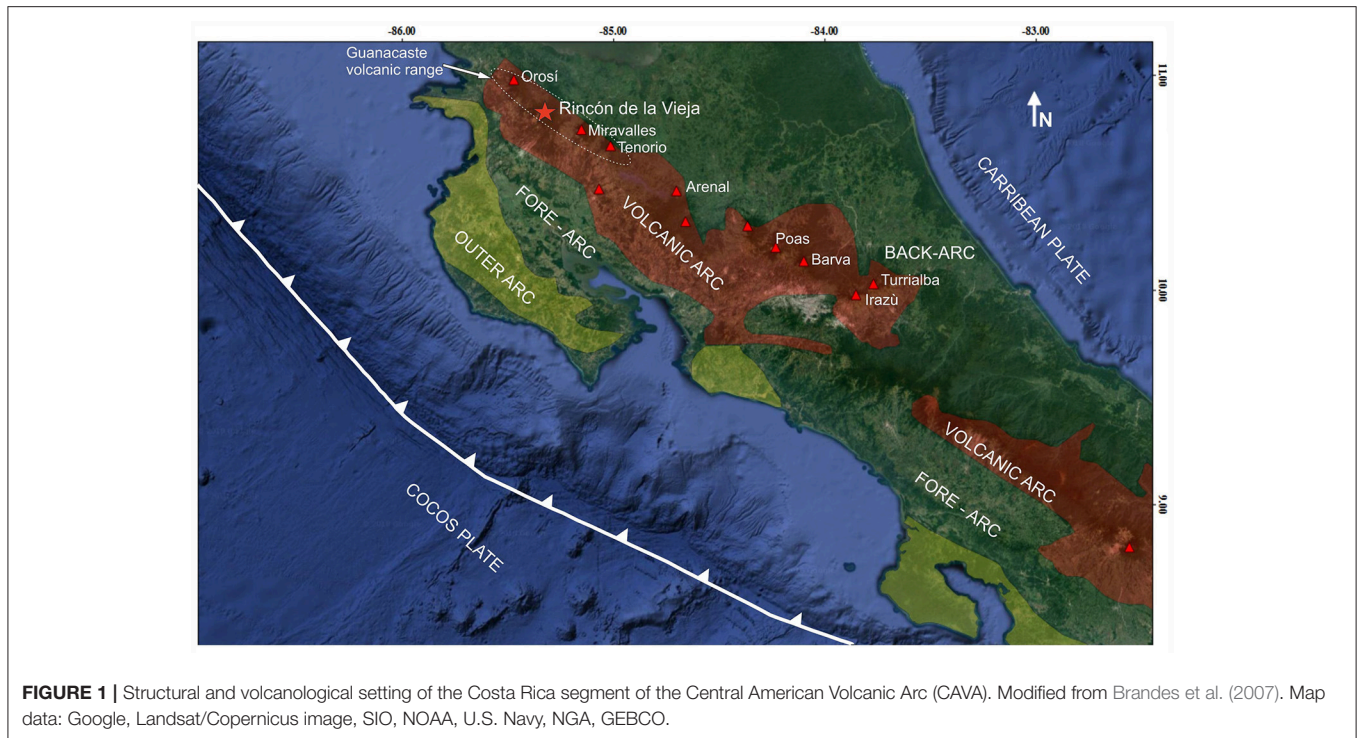 -86.00 -85.00 -84.00 -83.00
Guanacaste
volcanic range
Orosí
11.00
Rincón de la Vieja
N
Miravalles
Tenorio
CARRIBEAN PLATE
Arenal
FORE - ARC
VOLCANIC ARC
OUTER ARC
Poas
BACK-ARC
Barva
Turrialba
10.00
Irazù
VOLCANIC ARC
COCOS PLATE
FORE - ARC
9.00
FIGURE 1 | Structural and volcanological setting of the Costa Rica segment of the Central American Volcanic Arc (CAVA). Modified from Brandes et al. (2007). Map
data: Google, Landsat/Copernicus image, SIO, NOAA, U.S. Navy, NGA, GEBCO.